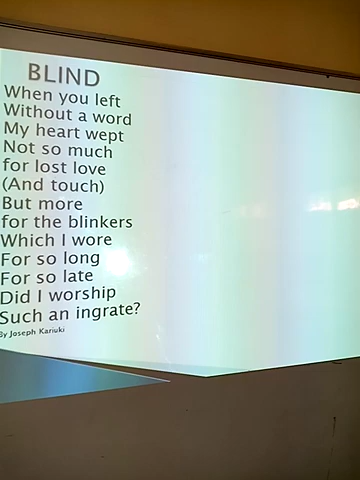 BLIND
When you left
Without a word
My heart wept
Not so much
for lost love
(And touch)
But more
for the blinkers
Which I wore
For so long
For so late
Did I worship
Such an ingrate?
By Joseph Kariuki